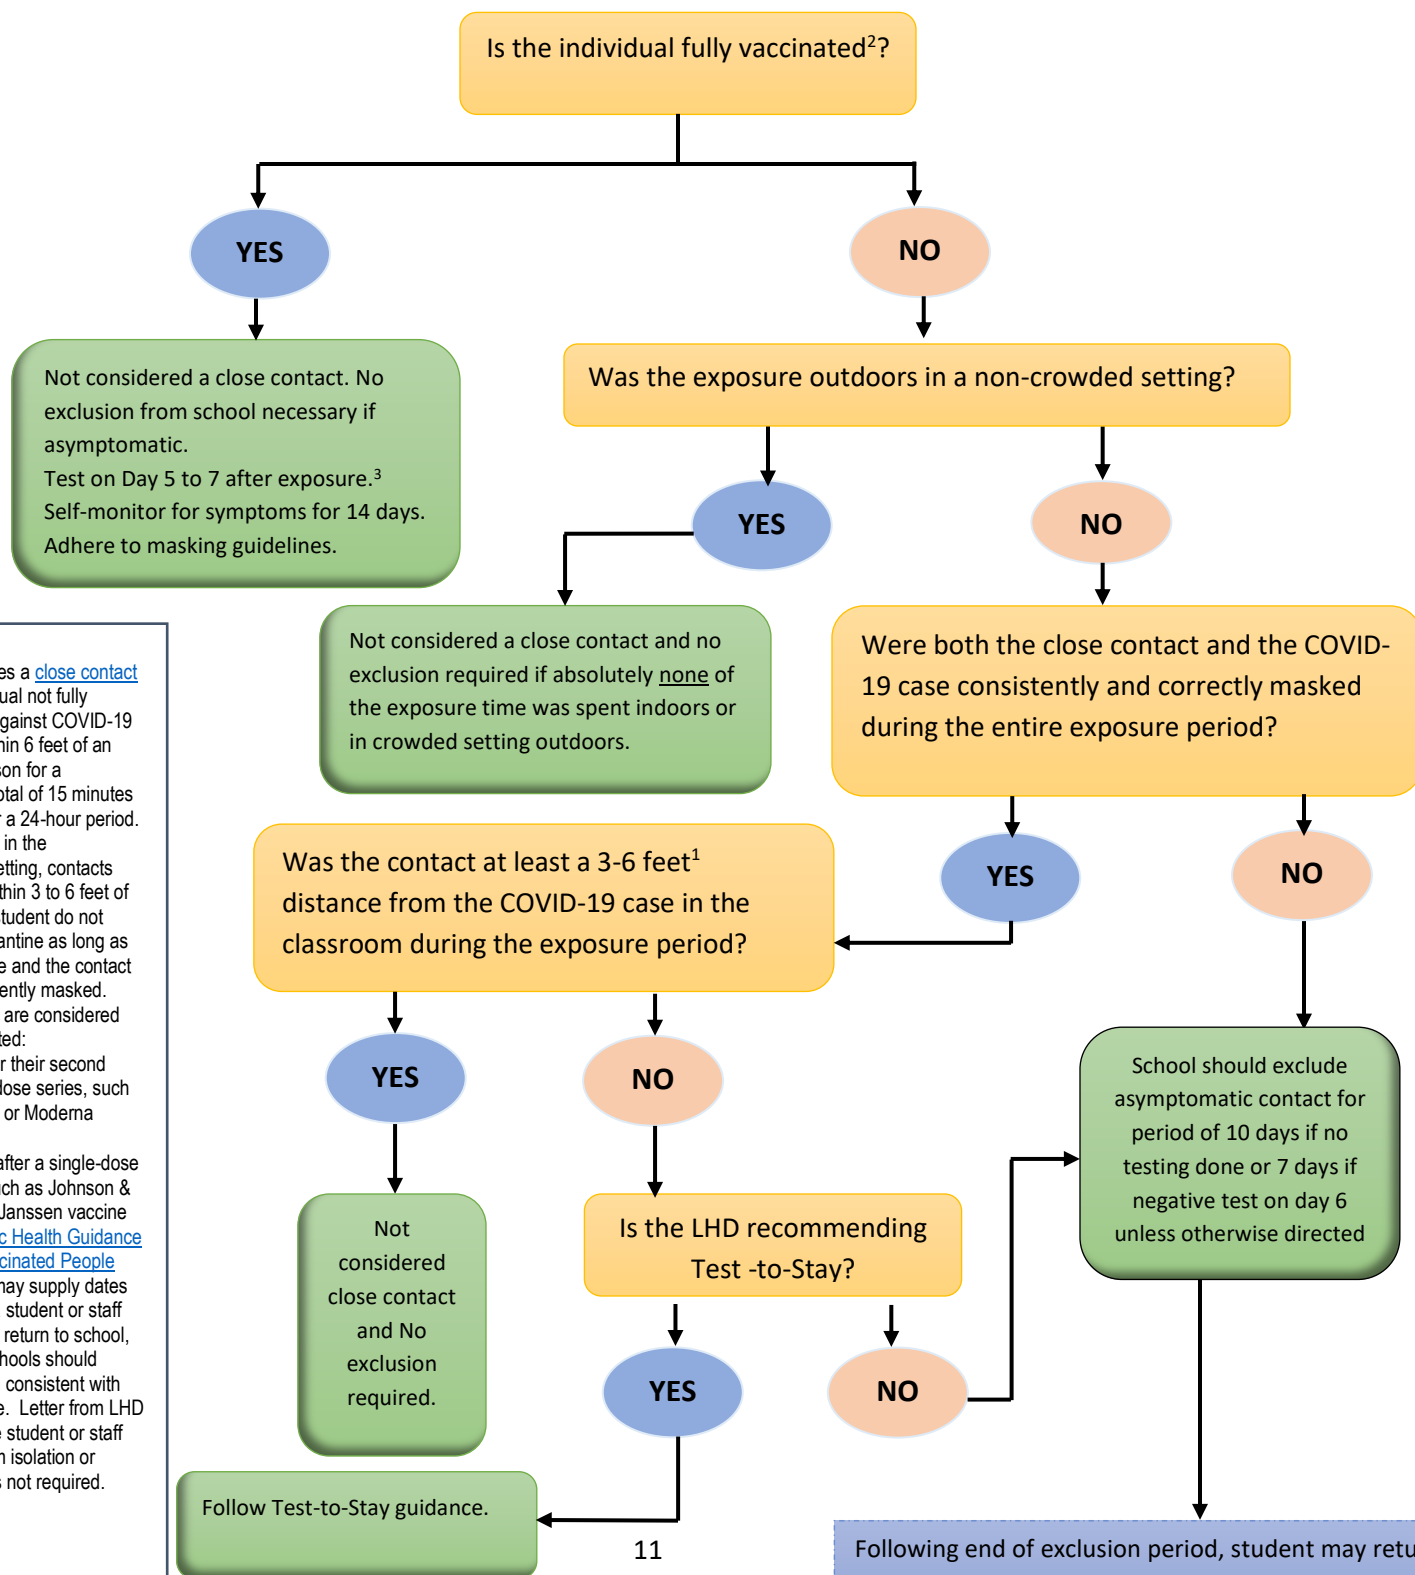 Is the individual fully vaccinated2?
YES
NO
Not considered a close contact. No
exclusion from school necessary if
asymptomatic.
Test on Day 5 to 7 after exposure.3
Self-monitor for symptoms for 14 days.
Adhere to masking guidelines.
Was the exposure outdoors in a non-crowded setting?
YES
NO
Not considered a close contact and no
exclusion required if absolutely none of
the exposure time was spent indoors or
in crowded setting outdoors.
Were both the close contact and the COVID-
19 case consistently and correctly masked
during the entire exposure period?
YES
NO
Was the contact at least a 3-6 feet1
distance from the COVID-19 case in the
classroom during the exposure period?
YES
NO
Not
considered
close contact
and No
exclusion
required.
Is the LHD recommending
Test -to-Stay?
YES
NO
School should exclude
asymptomatic contact for
period of 10 days if no
testing done or 7 days if
negative test on day 6
unless otherwise directed
Follow Test-to-Stay guidance.
Following end of exclusion period, student may retu
es a close contact
ual not fully
gainst COVID-19
hin 6 feet of an
son for a
otal of 15 minutes
r a 24-hour period.
in the
etting, contacts
thin 3 to 6 feet of
student do not
antine as long as
e and the contact
ently masked.
are considered
ted:
r their second
dose series, such
or Moderna
after a single-dose
uch as Johnson &
Janssen vaccine
ic Health Guidance
ccinated People
may supply dates
student or staff
return to school,
hools should
consistent with
e. Letter from LHD
e student or staff
m isolation or
s not required.
11